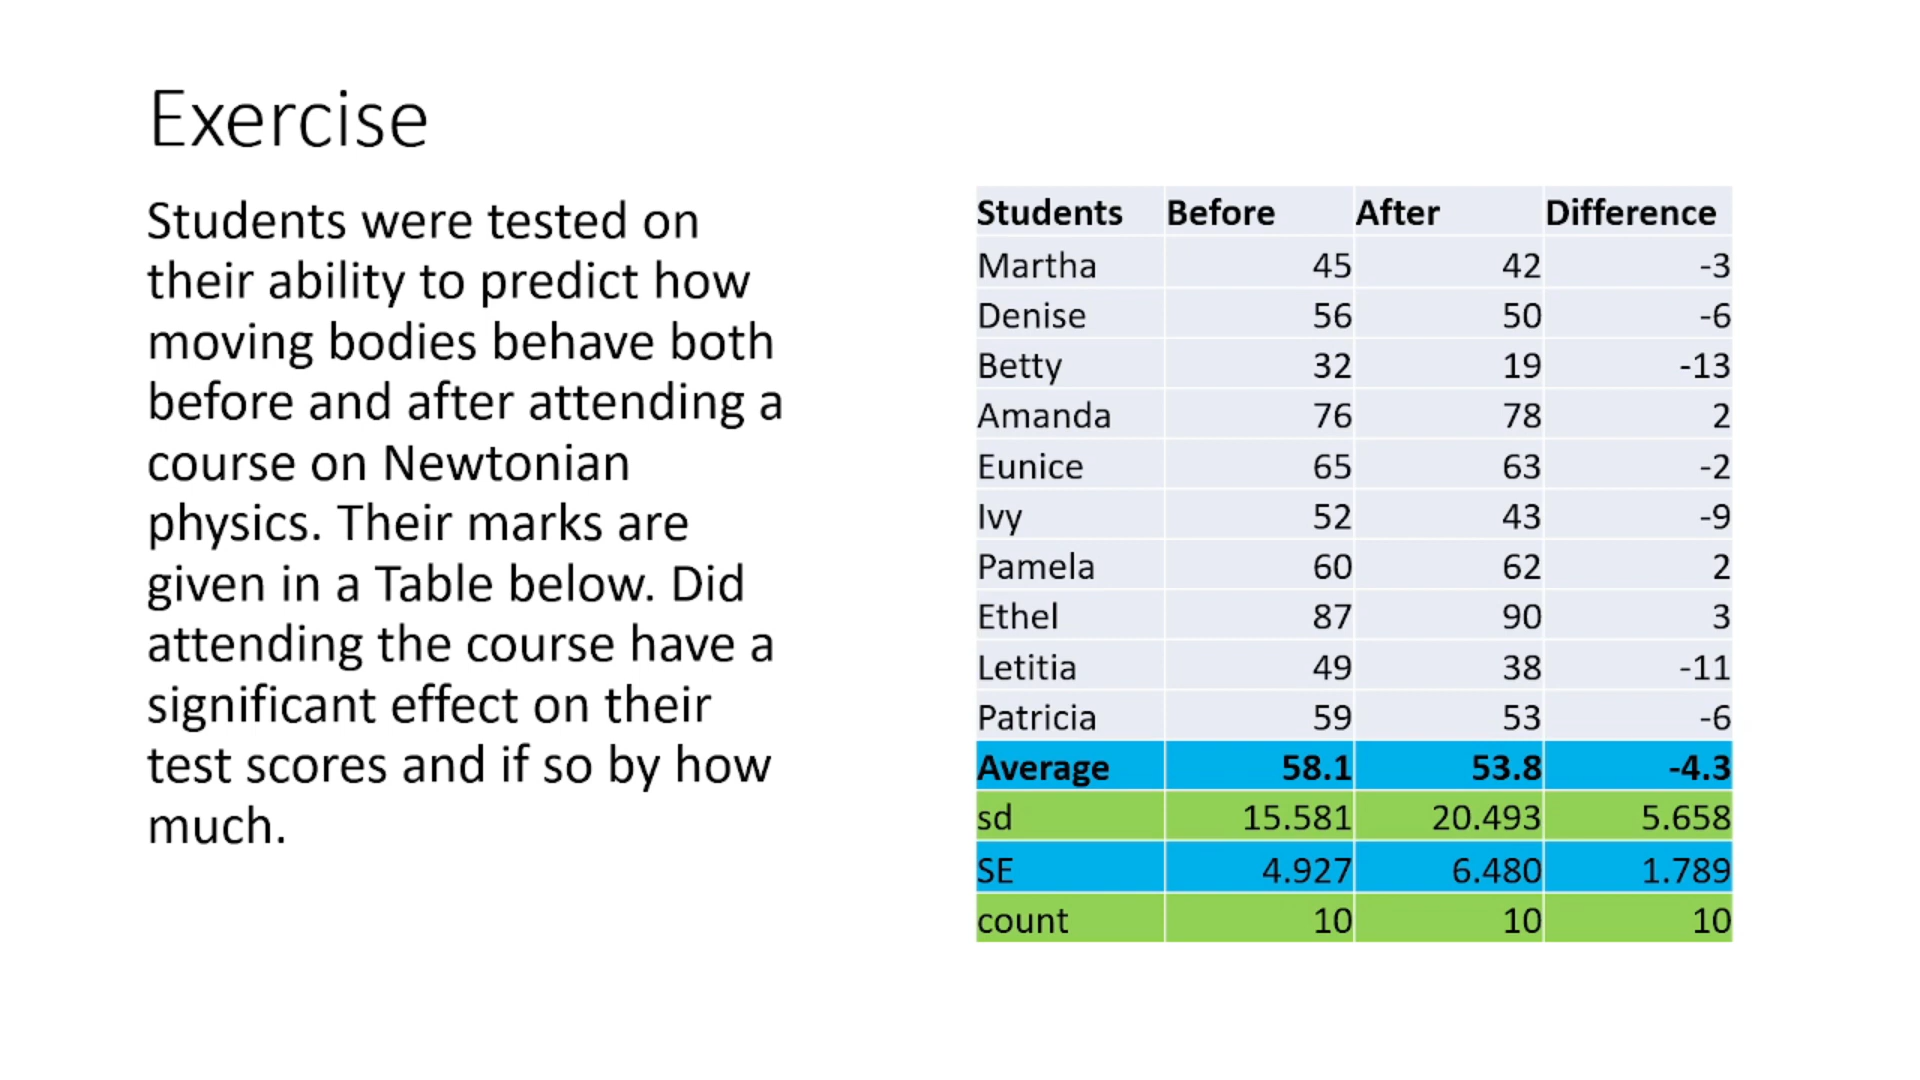 Exercise
Students were tested on
their ability to predict how
moving bodies behave both
before and after attending a
course on Newtonian
physics. Their marks are
given in a Table below. Did
attending the course have a
significant effect on their
test scores and if so by how
much.
Students Before After Difference
Martha 45 42 -3
Denise 56 50 -6
Betty 32 19 -13
Amanda 76 78 2
Eunice 65 63 -2
Ivy 52 43 -9
Pamela 60 62 2
Ethel 87 90 3
Letitia 49 38 -11
Patricia 59 53 -6
Average 58.1 53.8 -4.3
sd 15.581 20.493 5.658
SE 4.927 6.480 1.789
count 10 10 10